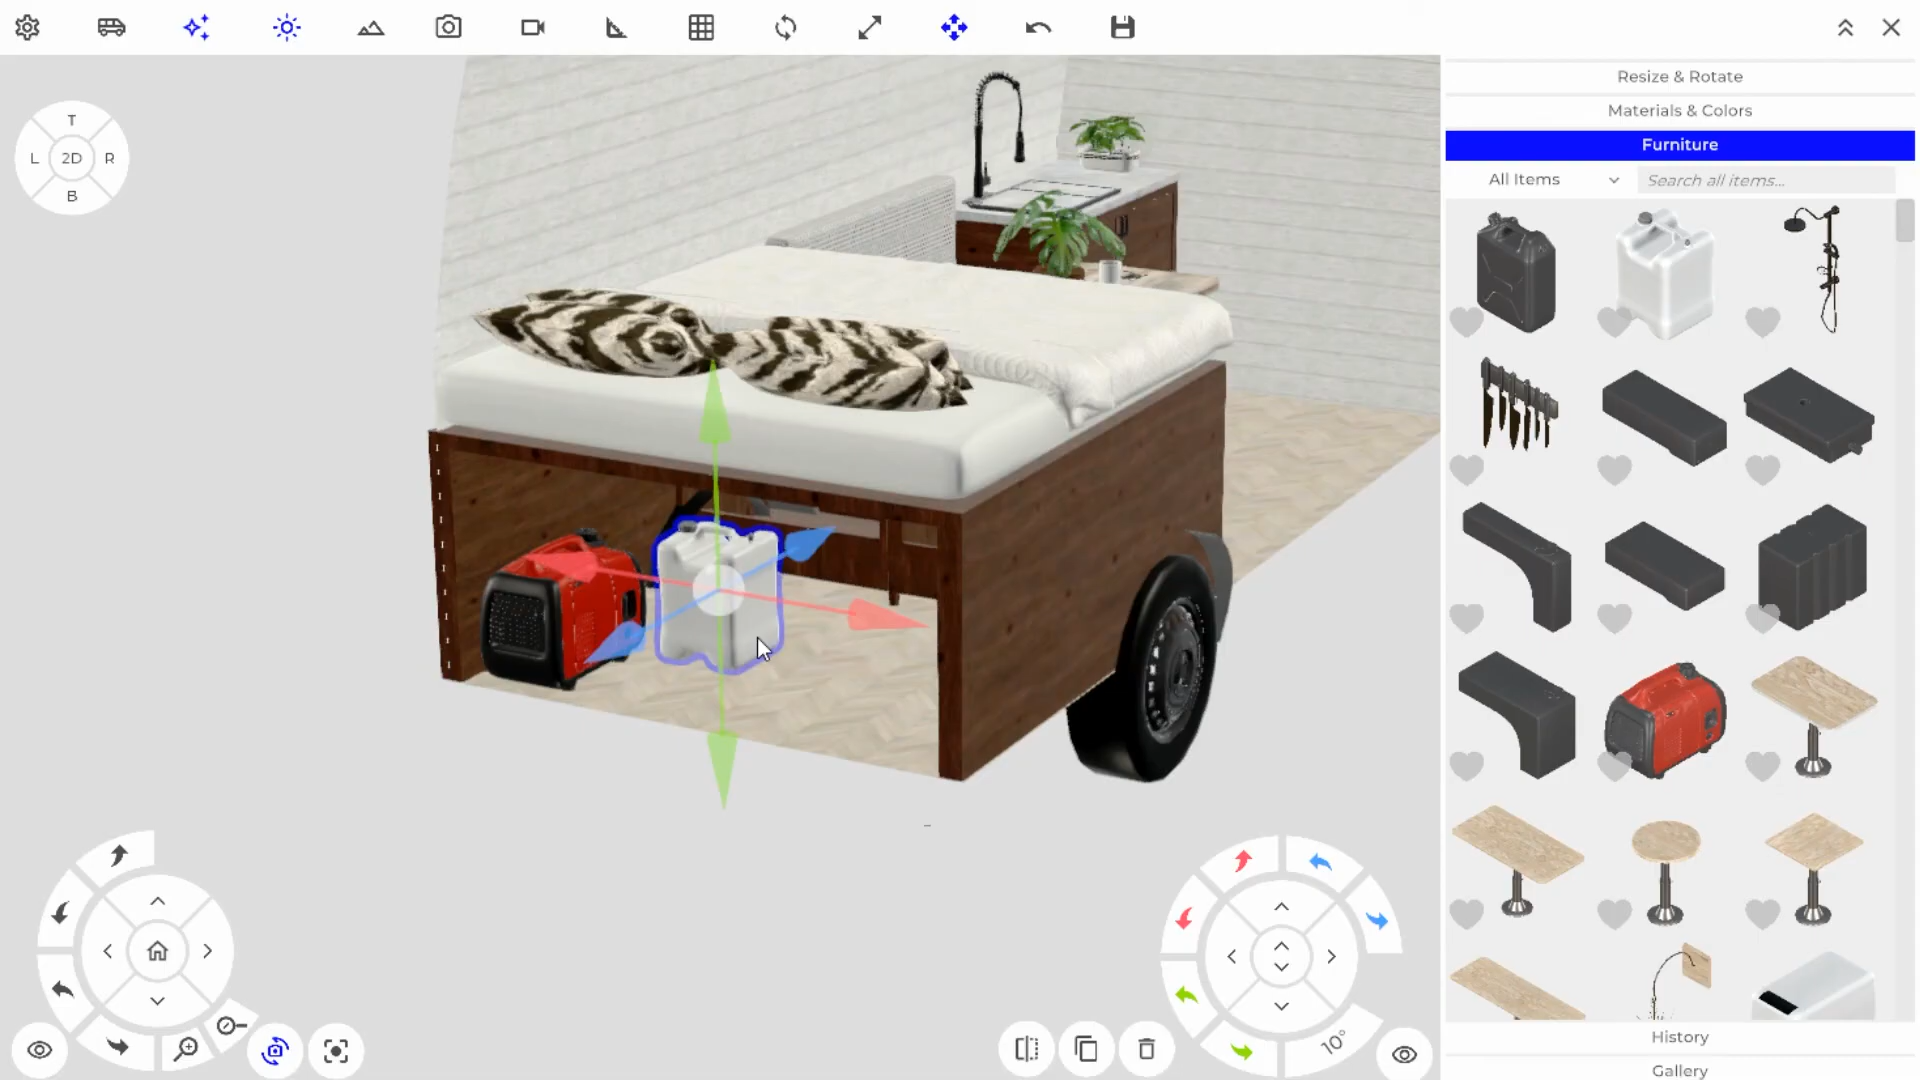 Resize & Rotate
Materials & Colors
Furniture
All Items
Search all items...
T
L 2D R
B
10°
History
Gallery